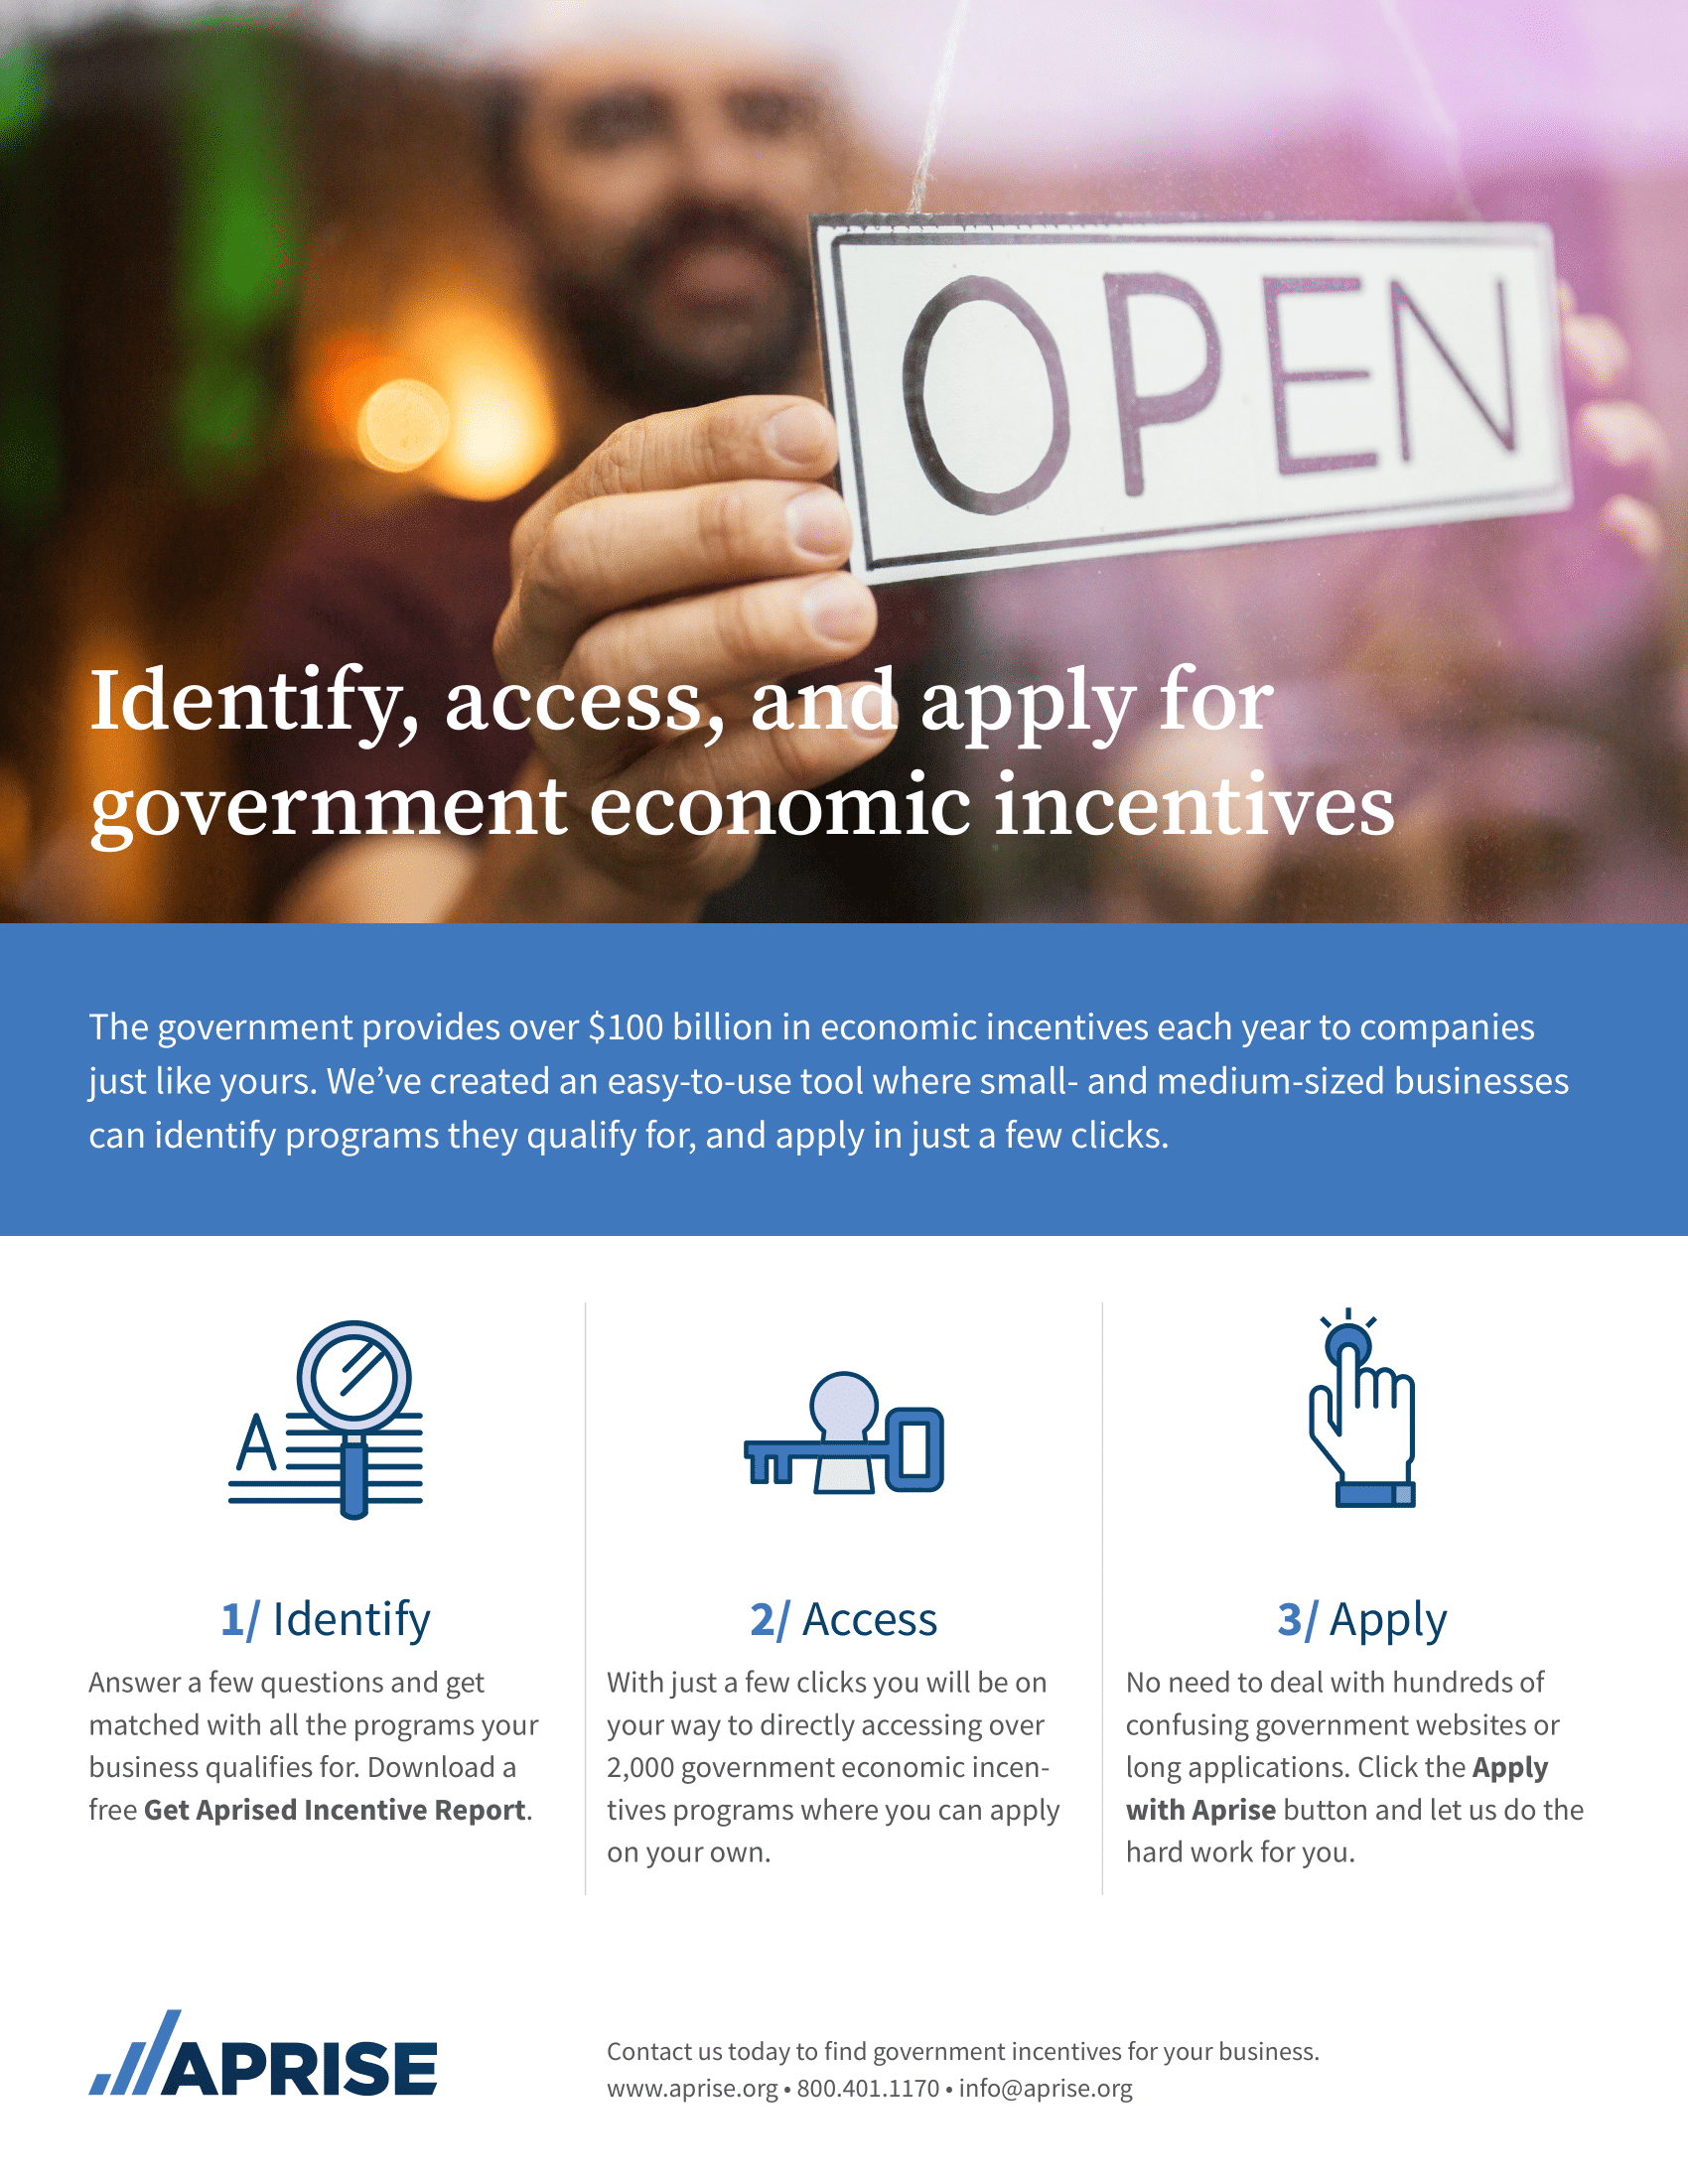 OPEN
Identify, access, and apply for
government economic incentives
The government provides over $100 billion in economic incentives each year to companies
just like yours. We’ve created an easy-to-use tool where small- and medium-sized businesses
can identify programs they qualify for, and apply in just a few clicks.
A
1/ Identify
Answer a few questions and get
matched with all the programs your
business qualifies for. Download a
free Get Aprised Incentive Report.
2/ Access
With just a few clicks you will be on
your way to directly accessing over
2,000 government economic incen-
tives programs where you can apply
on your own.
3/ Apply
No need to deal with hundreds of
confusing government websites or
long applications. Click the Apply
with Aprise button and let us do the
hard work for you.
APRISE
Contact us today to find government incentives for your business.
www.aprise.org • 800.401.1170 • info@aprise.org